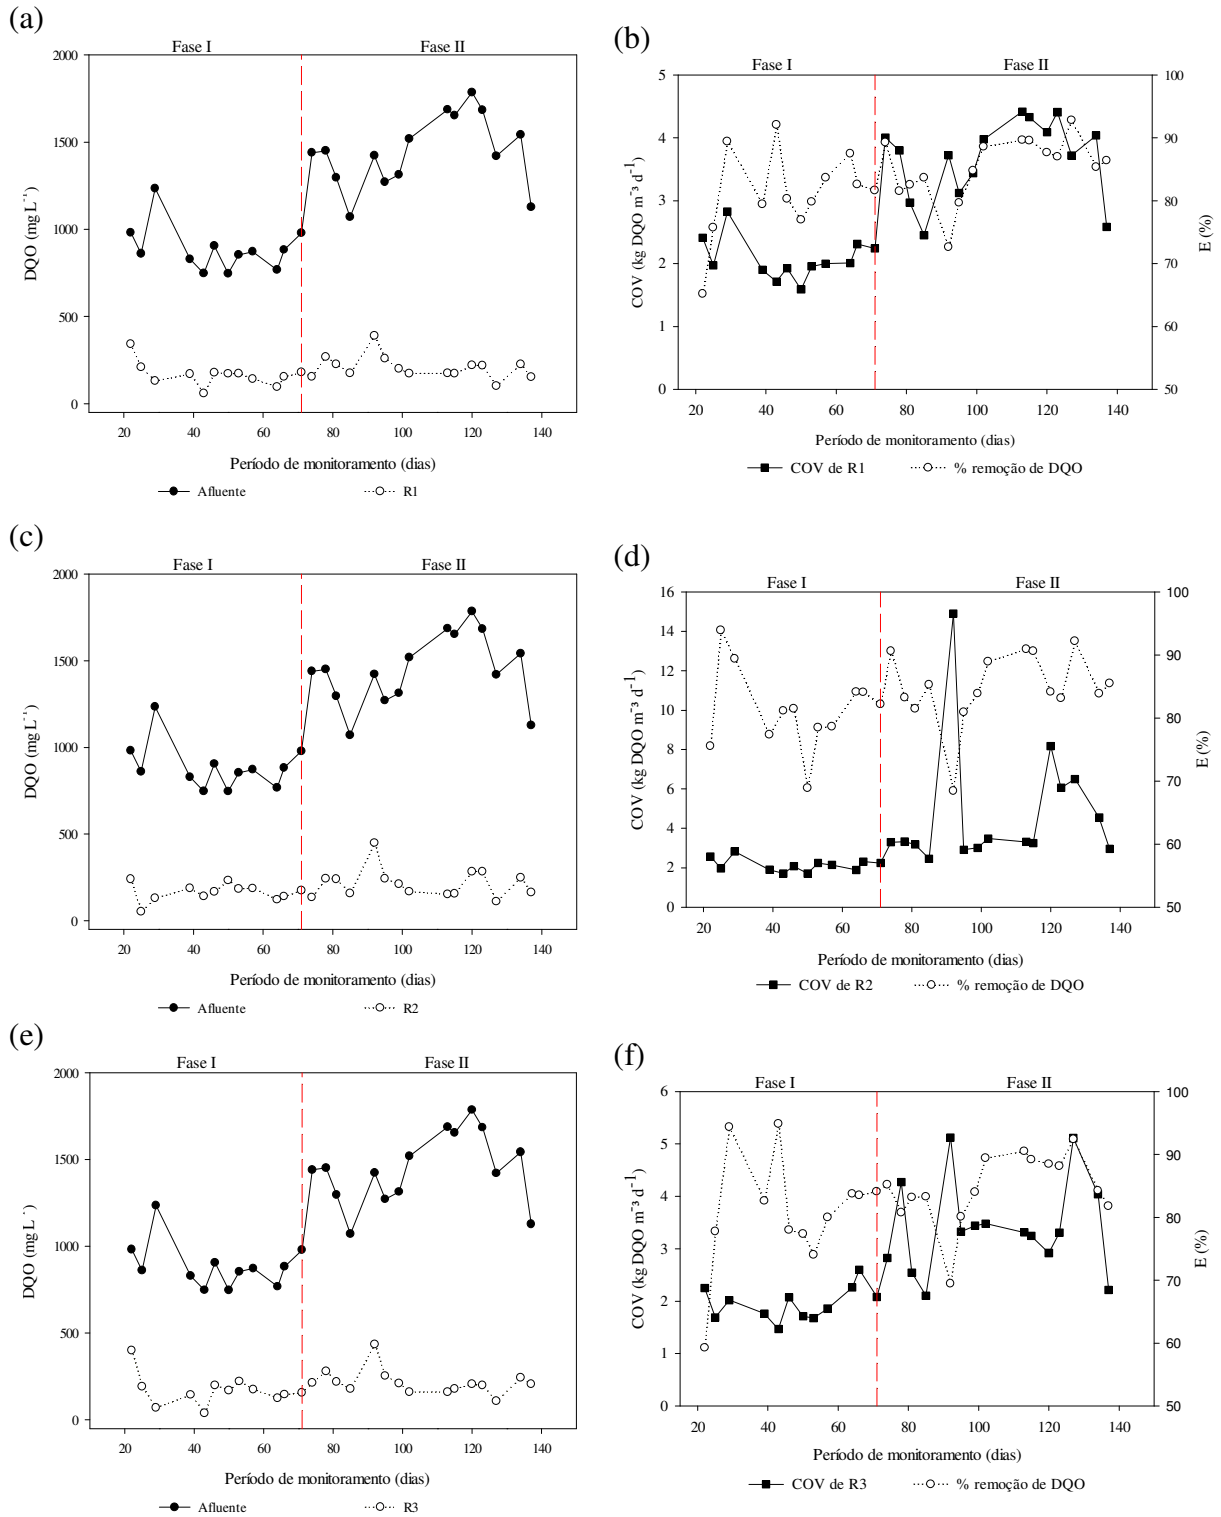 (a)
Fase I Fase II
2000
1500
1000
500
0
DQO (mg L⁻¹)
20 40 60 80 100 120 140
Período de monitoramento (dias)
Afluente R1
(b)
Fase I Fase II
5
4
3
2
1
0
COV (kg DQO m⁻³ d⁻¹)
100
90
80
70
60
50
E (%)
20 40 60 80 100 120 140
Período de monitoramento (dias)
COV de R1 % remoção de DQO
(c)
Fase I Fase II
2000
1500
1000
500
0
DQO (mg L⁻¹)
20 40 60 80 100 120 140
Período de monitoramento (dias)
Afluente R2
(d)
Fase I Fase II
16
14
12
10
8
6
4
2
0
COV (kg DQO m⁻³ d⁻¹)
100
90
80
70
60
50
E (%)
20 40 60 80 100 120 140
Período de monitoramento (dias)
COV de R2 % remoção de DQO
(e)
Fase I Fase II
2000
1500
1000
500
0
DQO (mg L⁻¹)
20 40 60 80 100 120 140
Período de monitoramento (dias)
Afluente R3
(f)
Fase I Fase II
6
5
4
3
2
1
0
COV (kg DQO m⁻³ d⁻¹)
100
90
80
70
60
50
E (%)
20 40 60 80 100 120 140
Período de monitoramento (dias)
COV de R3 % remoção de DQO